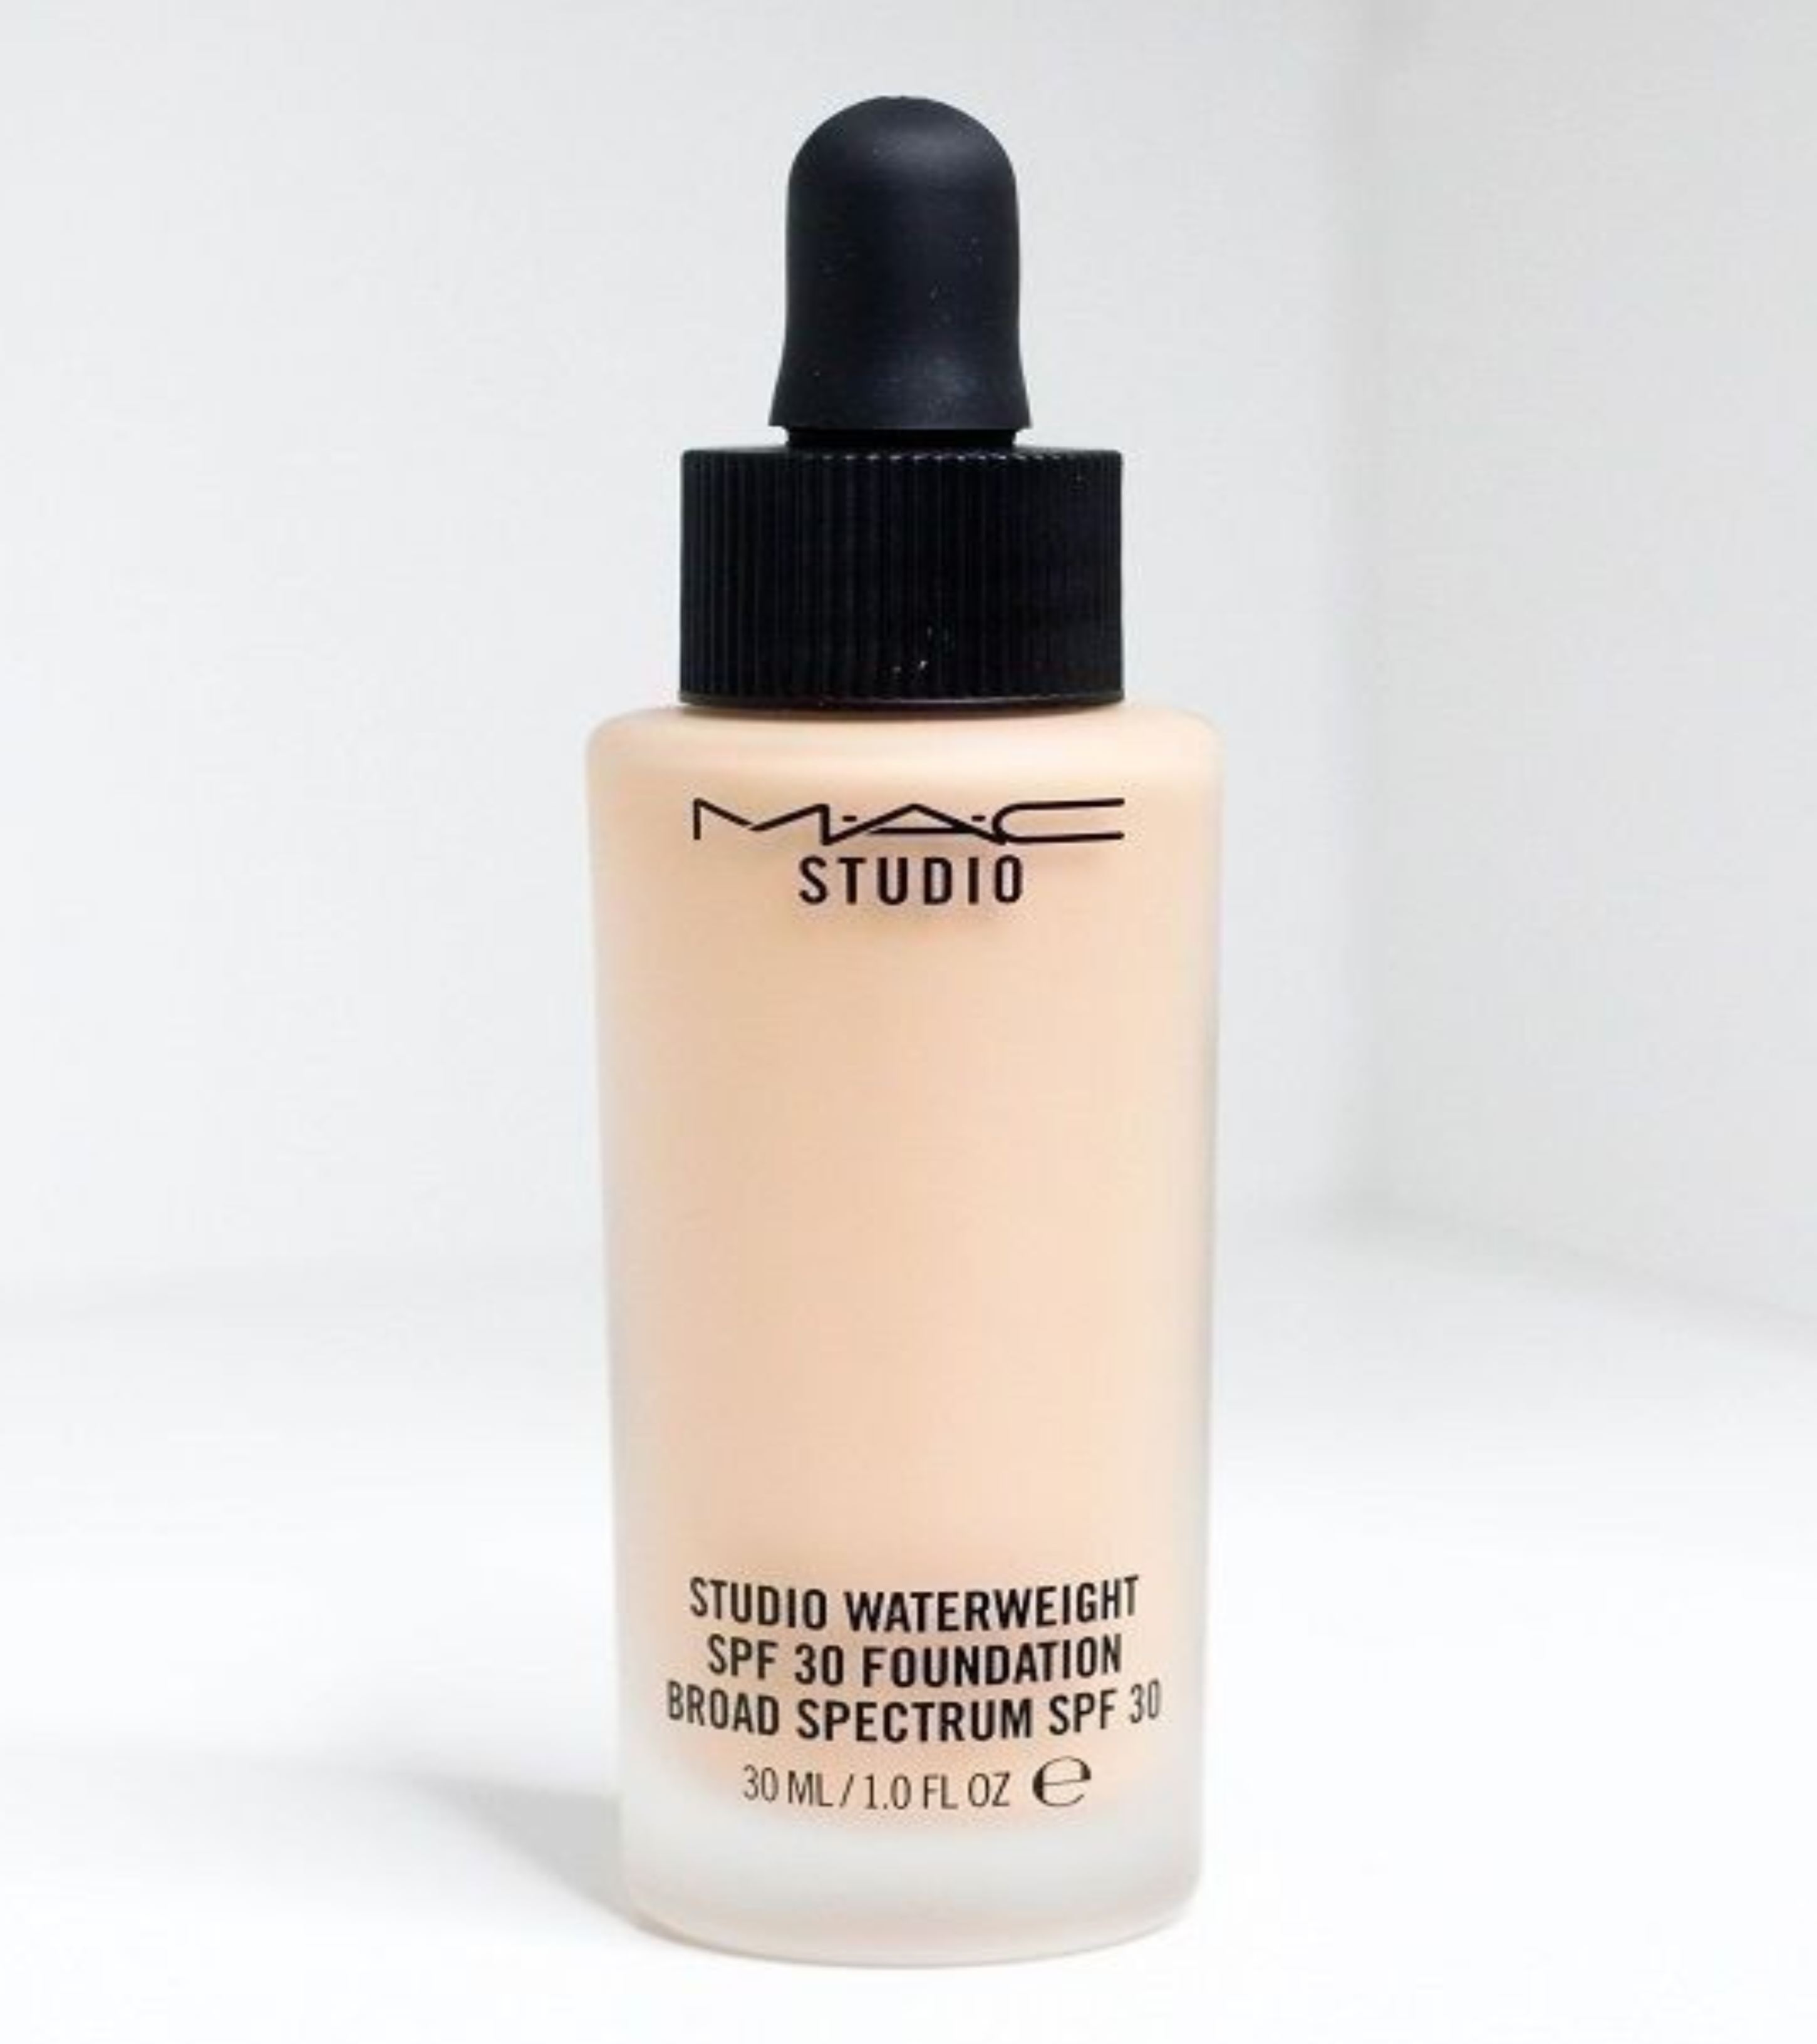 M·A·C
STUDIO
STUDIO WATERWEIGHT
SPF 30 FOUNDATION
BROAD SPECTRUM SPF 30
30 ML / 1.0 FL OZ ℮